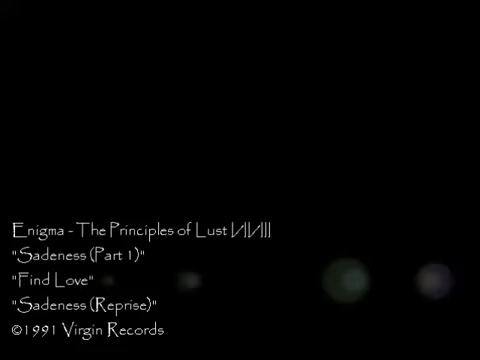 Enigma - The Principles of Lust I/II/III
"Sadeness (Part 1)"
"Find Love"
"Sadeness (Reprise)"
©1991 Virgin Records